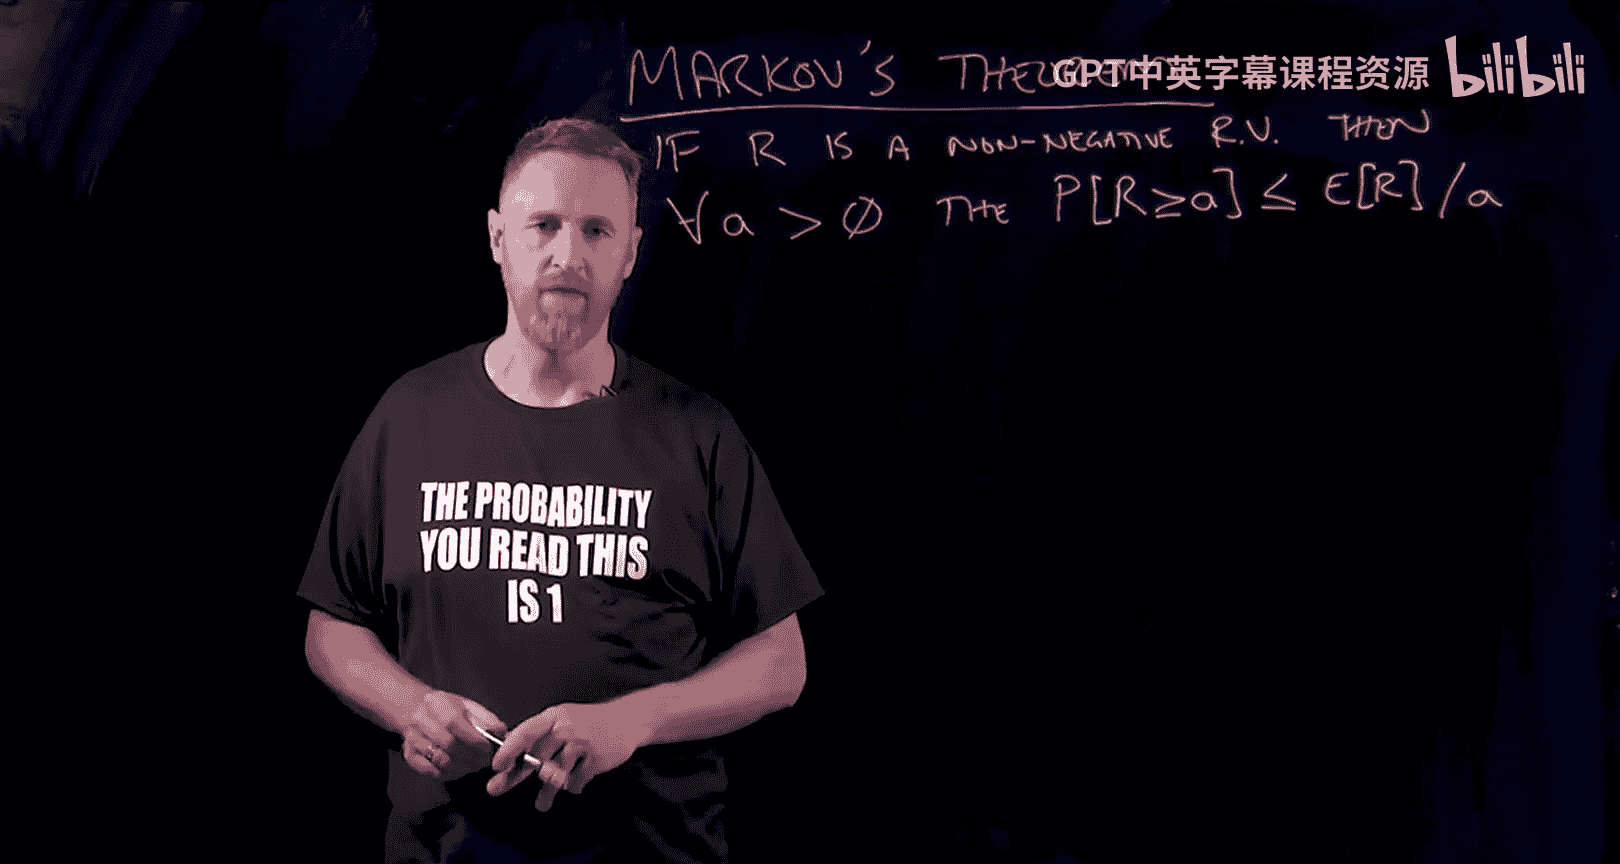 MARKOV'S THEOREM
GPT中英字幕课程资源 bilibili
IF R IS A NON-NEGATIVE R.V. THEN
∀a > ∅ THE P[R≥a] ≤ E[R]/a
THE PROBABILITY
YOU READ THIS
IS 1